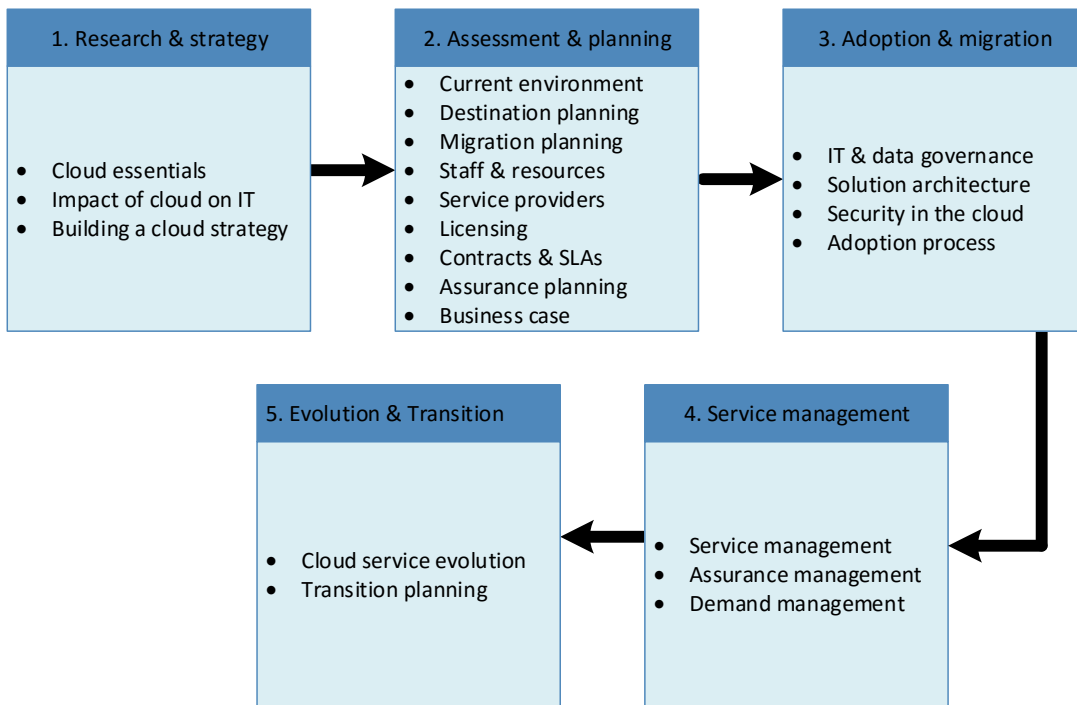 1. Research & strategy
• Cloud essentials
• Impact of cloud on IT
• Building a cloud strategy
2. Assessment & planning
• Current environment
• Destination planning
• Migration planning
• Staff & resources
• Service providers
• Licensing
• Contracts & SLAs
• Assurance planning
• Business case
3. Adoption & migration
• IT & data governance
• Solution architecture
• Security in the cloud
• Adoption process
4. Service management
• Service management
• Assurance management
• Demand management
5. Evolution & Transition
• Cloud service evolution
• Transition planning